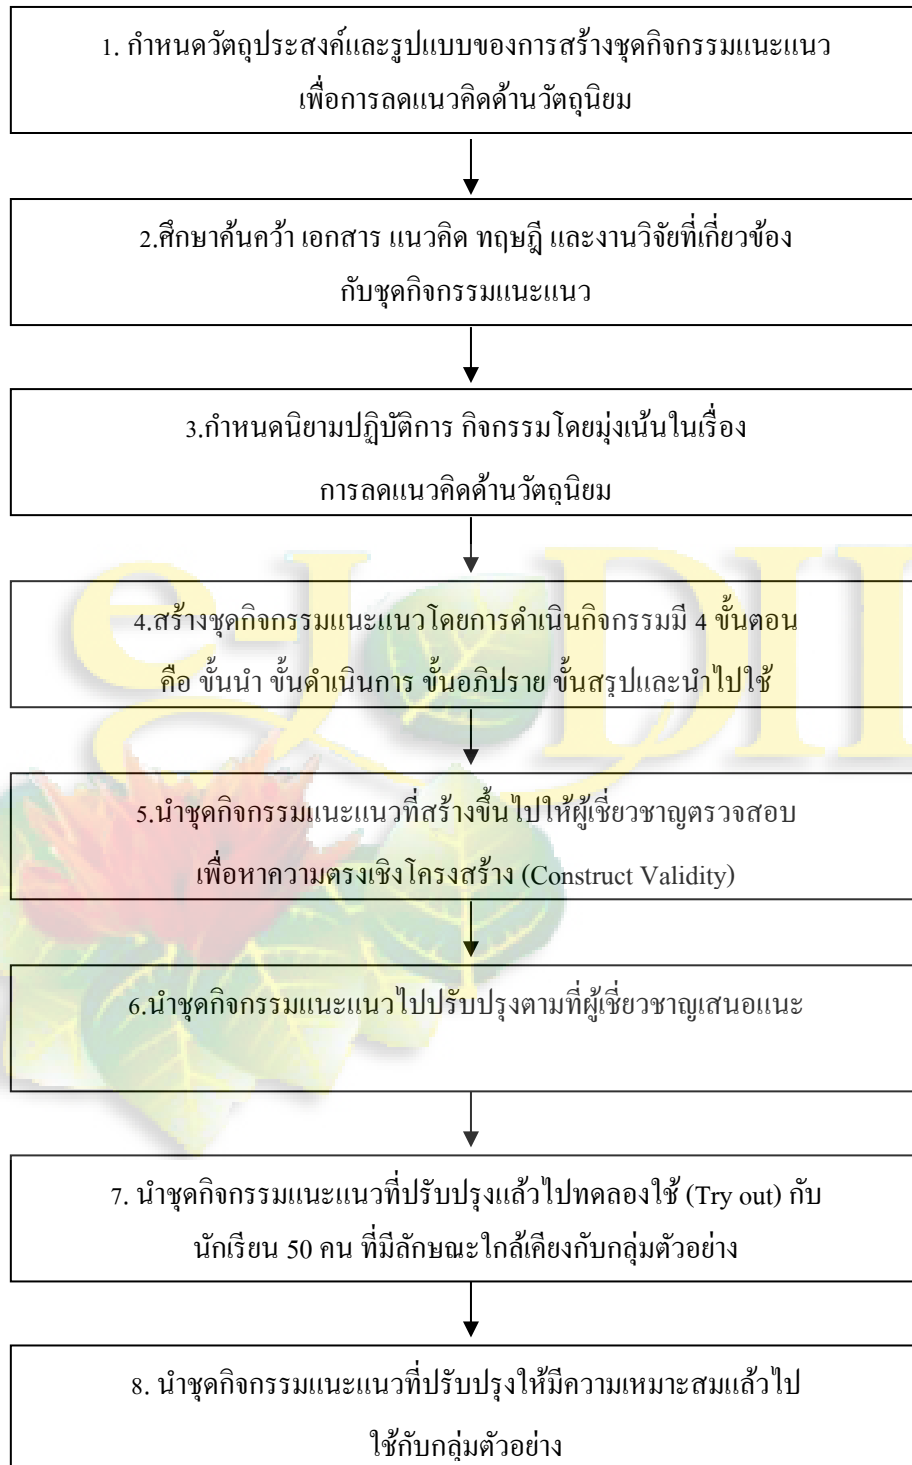 1. กำหนดวัตถุประสงค์และรูปแบบของการสร้างชุดกิจกรรมแนะแนว
เพื่อการลดแนวคิดด้านวัตถุนิยม
2.ศึกษาค้นคว้า เอกสาร แนวคิด ทฤษฎี และงานวิจัยที่เกี่ยวข้อง
กับชุดกิจกรรมแนะแนว
3.กำหนดนิยามปฏิบัติการ กิจกรรมโดยมุ่งเน้นในเรื่อง
การลดแนวคิดด้านวัตถุนิยม
4.สร้างชุดกิจกรรมแนะแนวโดยการดำเนินกิจกรรมมี 4 ขั้นตอน
คือ ขั้นนำ ขั้นดำเนินการ ขั้นอภิปราย ขั้นสรุปและนำไปใช้
5.นำชุดกิจกรรมแนะแนวที่สร้างขึ้นไปให้ผู้เชี่ยวชาญตรวจสอบ
เพื่อหาความตรงเชิงโครงสร้าง (Construct Validity)
6.นำชุดกิจกรรมแนะแนวไปปรับปรุงตามที่ผู้เชี่ยวชาญเสนอแนะ
7. นำชุดกิจกรรมแนะแนวที่ปรับปรุงแล้วไปทดลองใช้ (Try out) กับ
นักเรียน 50 คน ที่มีลักษณะใกล้เคียงกับกลุ่มตัวอย่าง
8. นำชุดกิจกรรมแนะแนวที่ปรับปรุงให้มีความเหมาะสมแล้วไป
ใช้กับกลุ่มตัวอย่าง